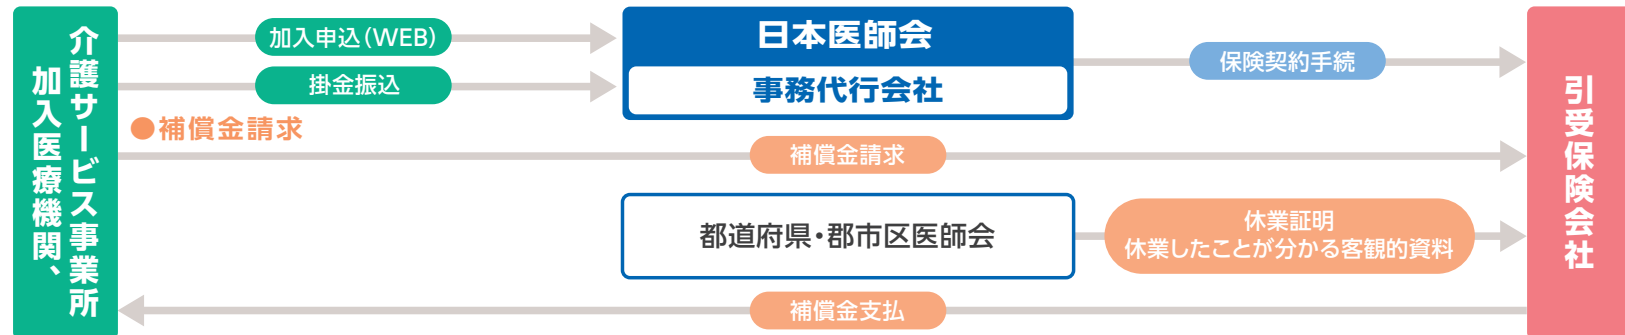 加入医療機関、
介護サービス事業所
加入申込(WEB)
掛金振込
日本医師会
事務代行会社
保険契約手続
●補償金請求
補償金請求
都道府県・郡市区医師会
休業証明
休業したことが分かる客観的資料
補償金支払
引受保険会社